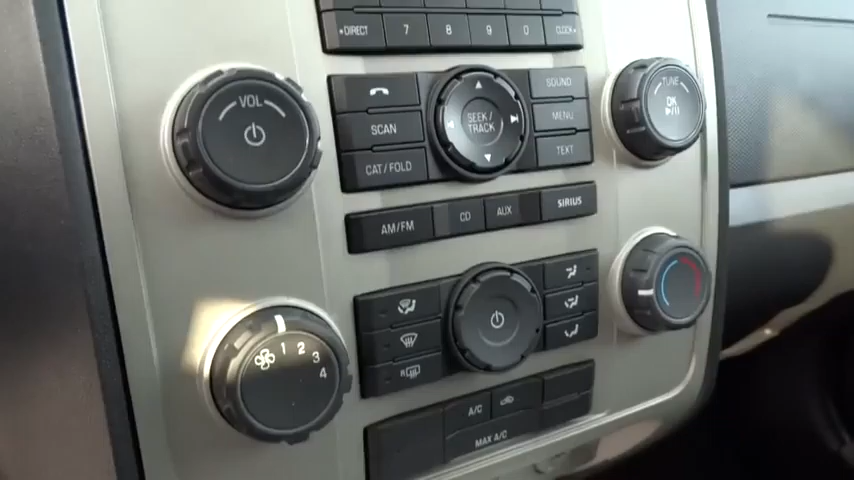 DIRECT 7 8 9 0 CLOCK
VOL
SCAN
CAT/FOLD
SEEK/
TRACK
SOUND
MENU
TEXT
TUNE
OK
AM/FM CD AUX SIRIUS
1 2 3 4
R
A/C
MAX A/C